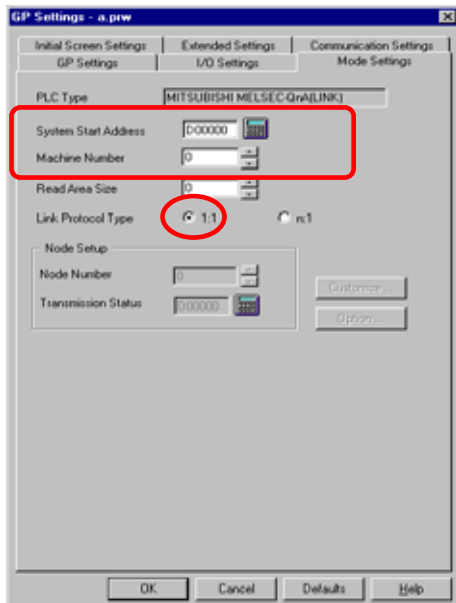 GP Settings - a.prw
Initial Screen Settings Extended Settings Communication Settings
GP Settings I/O Settings Mode Settings
PLC Type MITSUBISHI MELSEC-QnA(LINK)
System Start Address D00000
Machine Number 0
Read Area Size 0
Link Protocol Type 1:1 n:1
Node Setup
Node Number 0
Transmission Status D00000
Customize ...
Option ...
OK Cancel Defaults Help